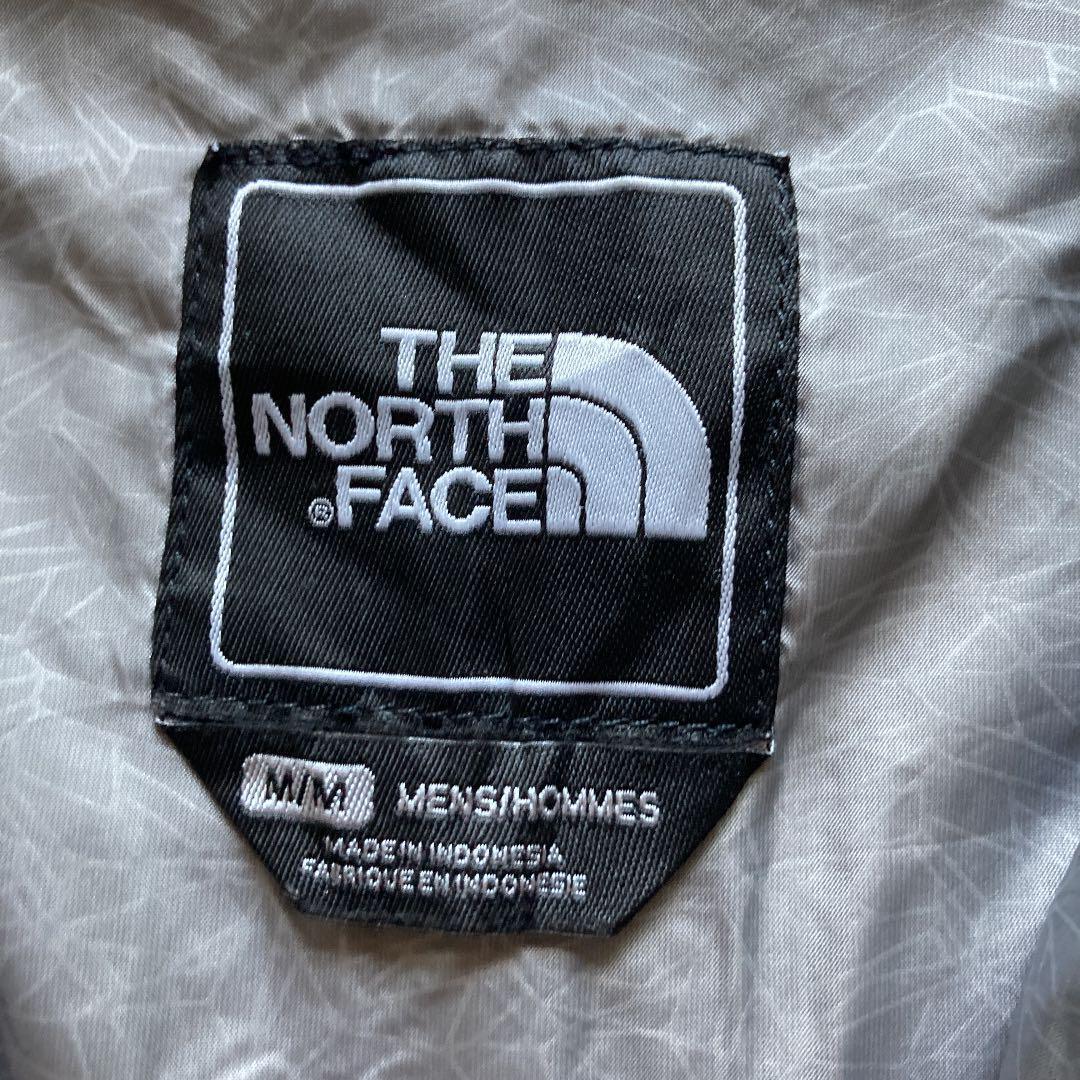 THE
NORTH
®FACE
M/M MENS/HOMMES
MADE IN INDONESIA
FABRIQUE EN INDONESIE